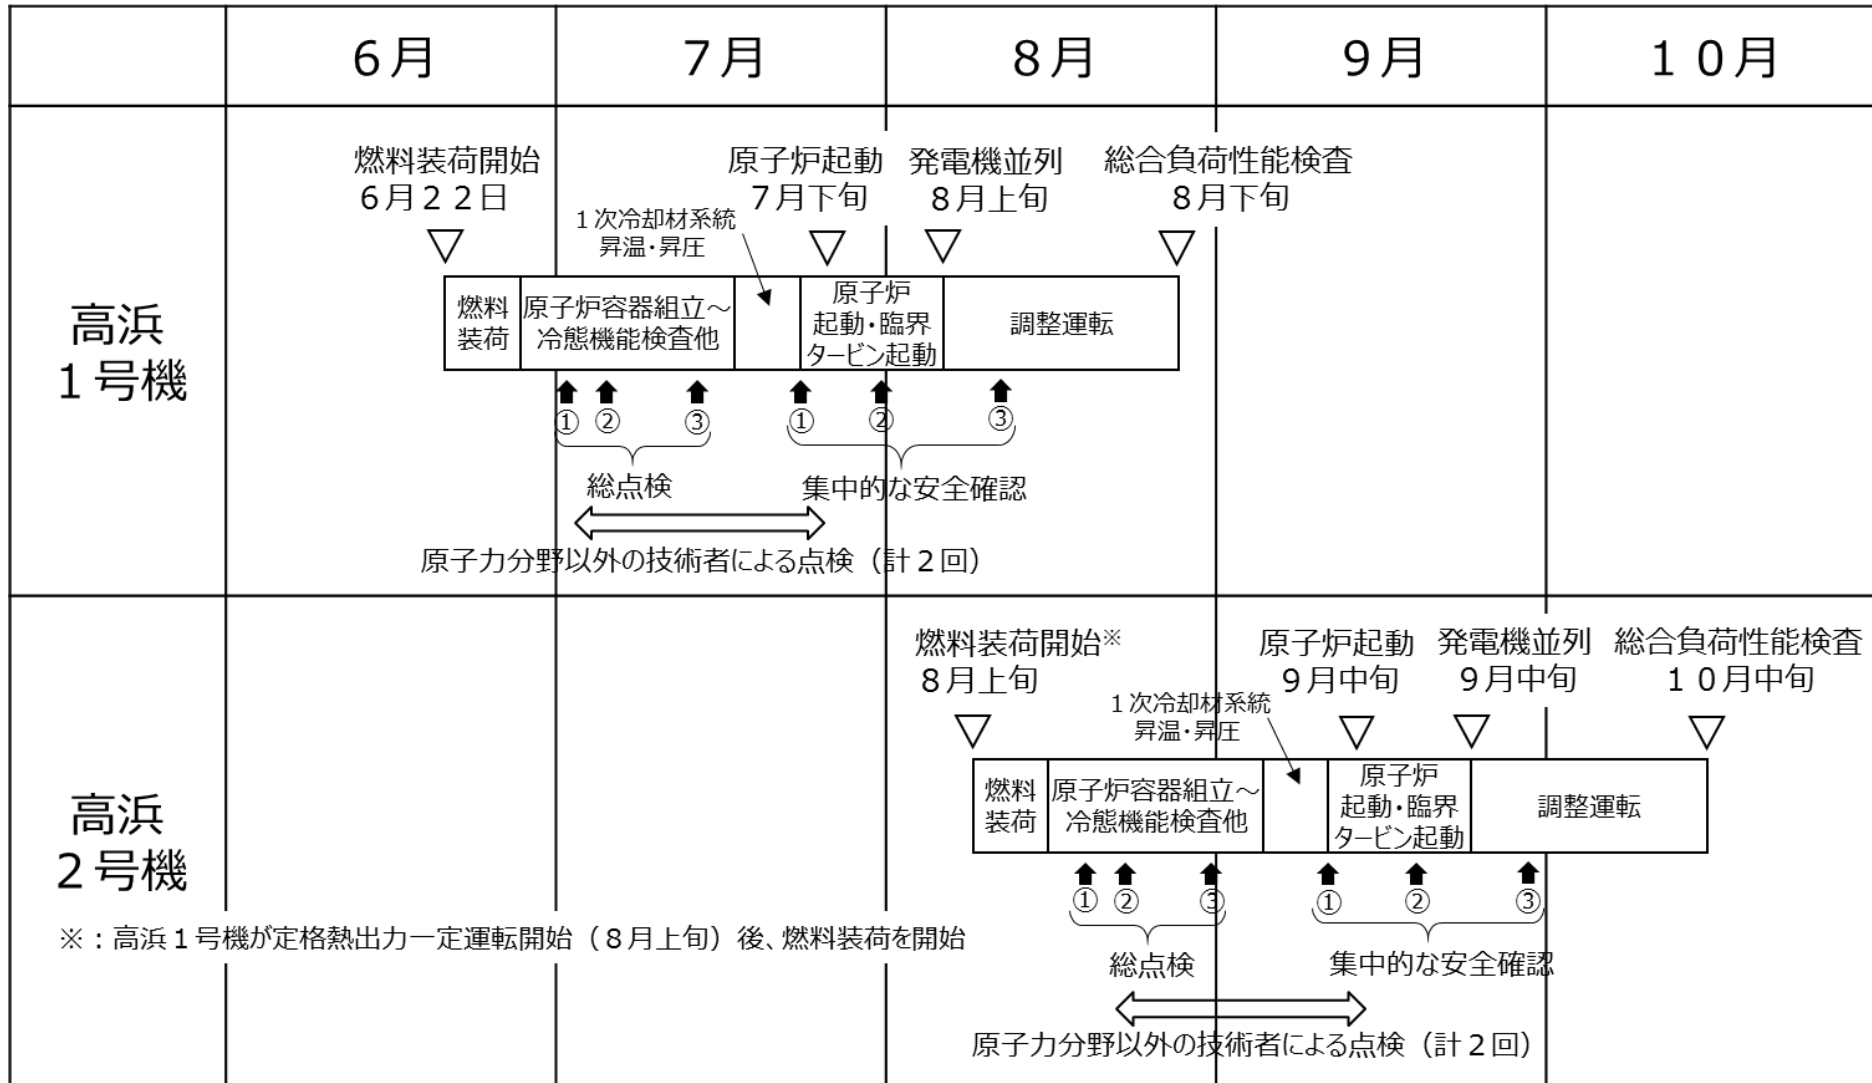 6月
7月
8月
9月
10月
高浜
1号機
燃料装荷開始
6月22日
1次冷却材系統
昇温・昇圧
原子炉起動
7月下旬
発電機並列
8月上旬
総合負荷性能検査
8月下旬
燃料
装荷
原子炉容器組立～
冷態機能検査他
原子炉
起動・臨界
タービン起動
調整運転
① ② ③
① ② ③
総点検
集中的な安全確認
原子力分野以外の技術者による点検（計2回）
高浜
2号機
燃料装荷開始※
8月上旬
1次冷却材系統
昇温・昇圧
原子炉起動
9月中旬
発電機並列
9月中旬
総合負荷性能検査
10月中旬
燃料
装荷
原子炉容器組立～
冷態機能検査他
原子炉
起動・臨界
タービン起動
調整運転
① ② ③
① ② ③
総点検
集中的な安全確認
原子力分野以外の技術者による点検（計2回）
※：高浜1号機が定格熱出力一定運転開始（8月上旬）後、燃料装荷を開始